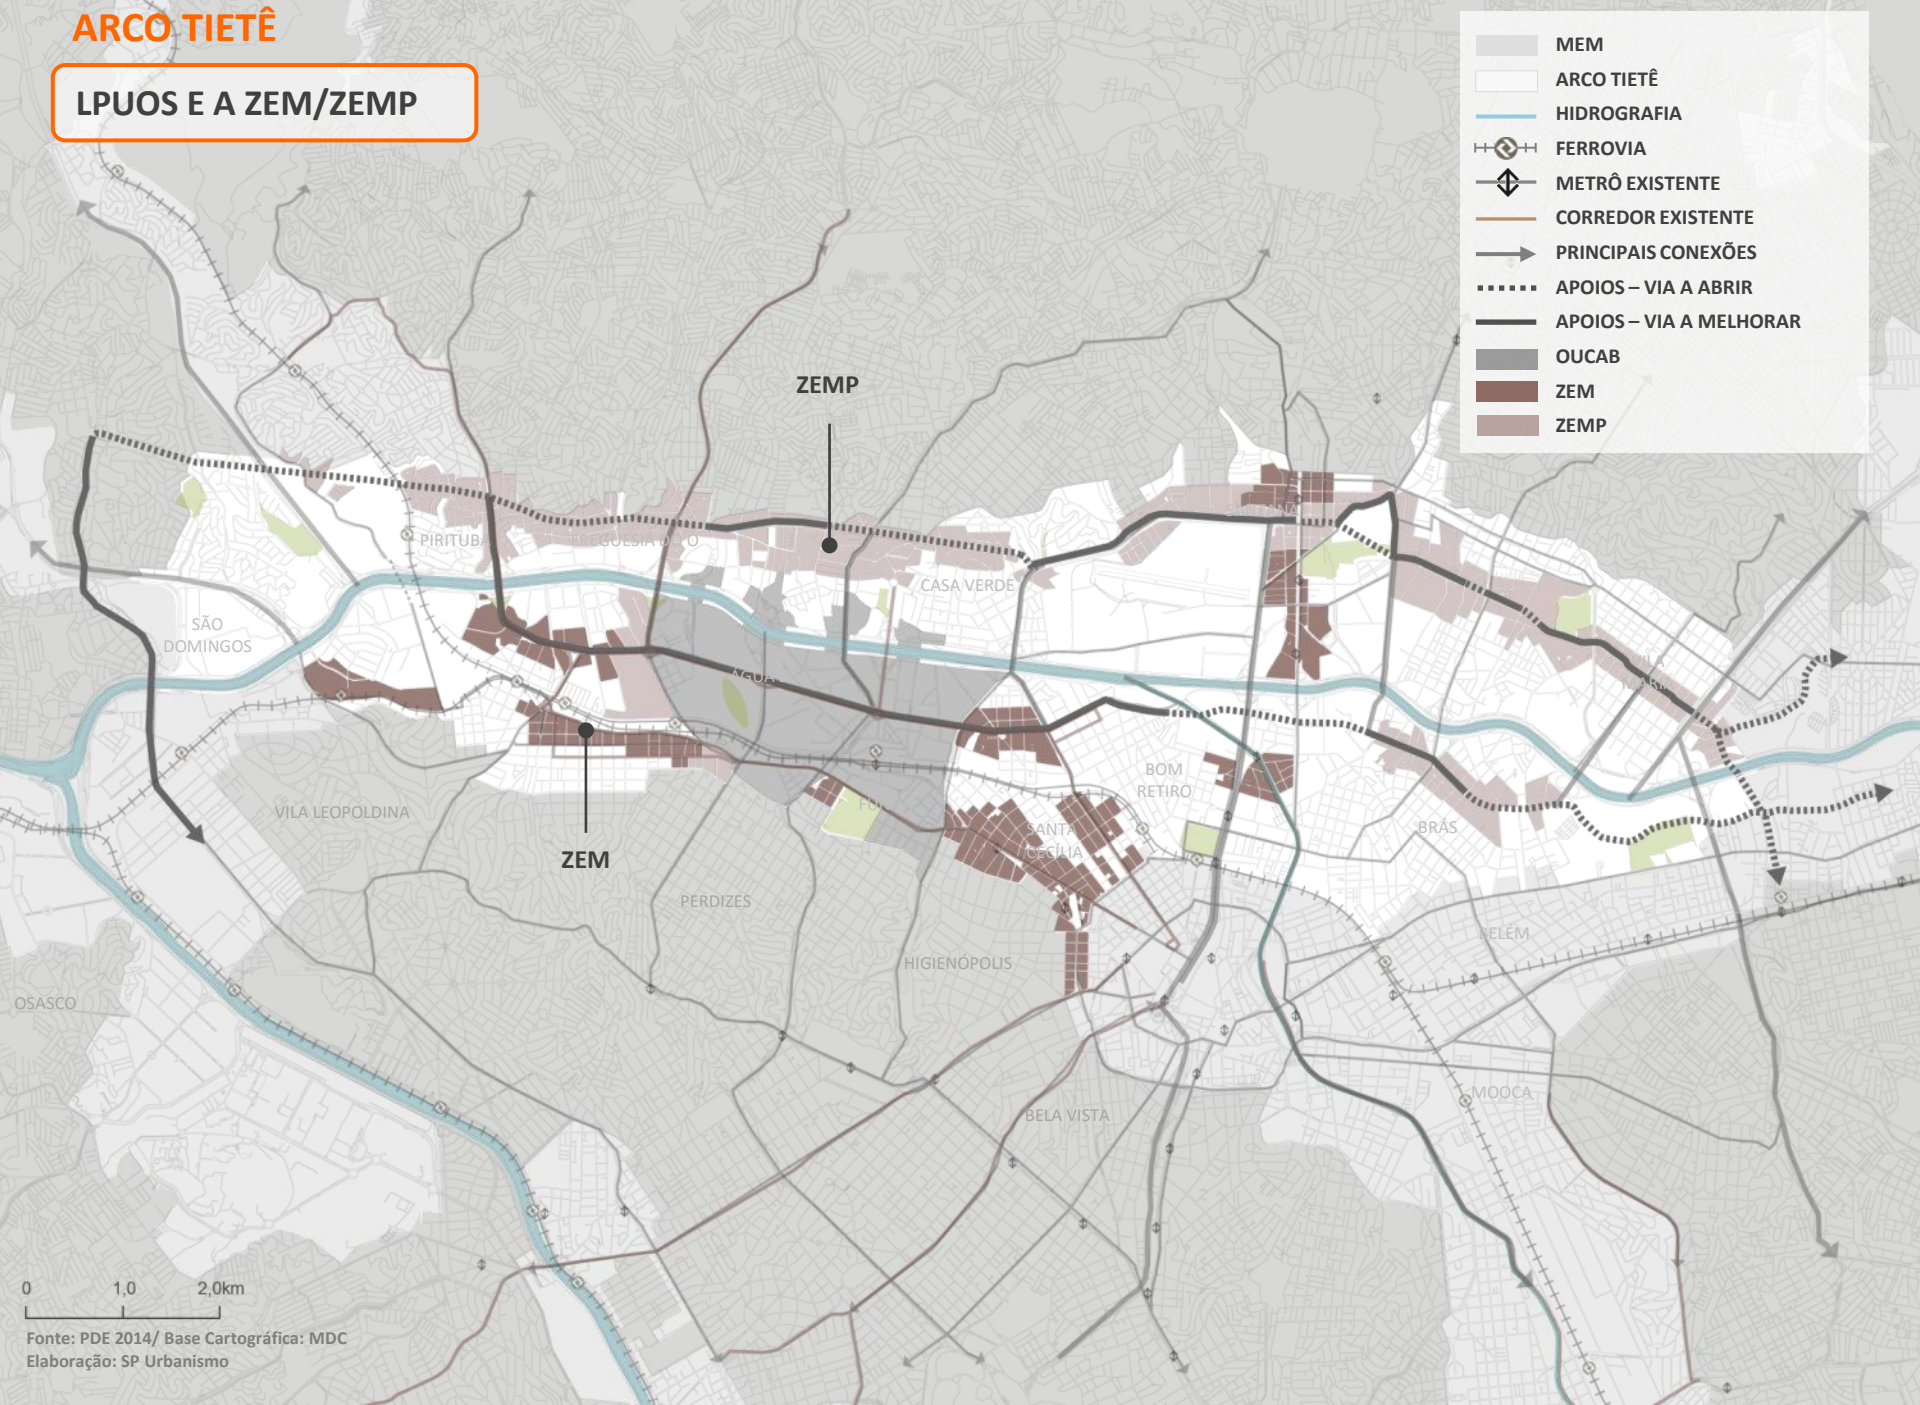 ARCO TIETÊ
LPUOS E A ZEM/ZEMP
MEM
ARCO TIETÊ
HIDROGRAFIA
FERROVIA
METRÔ EXISTENTE
CORREDOR EXISTENTE
PRINCIPAIS CONEXÕES
APOIOS – VIA A ABRIR
APOIOS – VIA A MELHORAR
OUCAB
ZEM
ZEMP
ZEMP
PIRITUBA
CASA VERDE
SÃO
DOMINGOS
VILA
BOM
RETIRO
VILA LEOPOLDINA
SANTA
CECÍLIA
BRÁS
ZEM
PERDIZES
HIGIENÓPOLIS
BELÉM
OSASCO
MOOCA
BELA VISTA
0 1,0 2,0km
Fonte: PDE 2014/ Base Cartográfica: MDC
Elaboração: SP Urbanismo